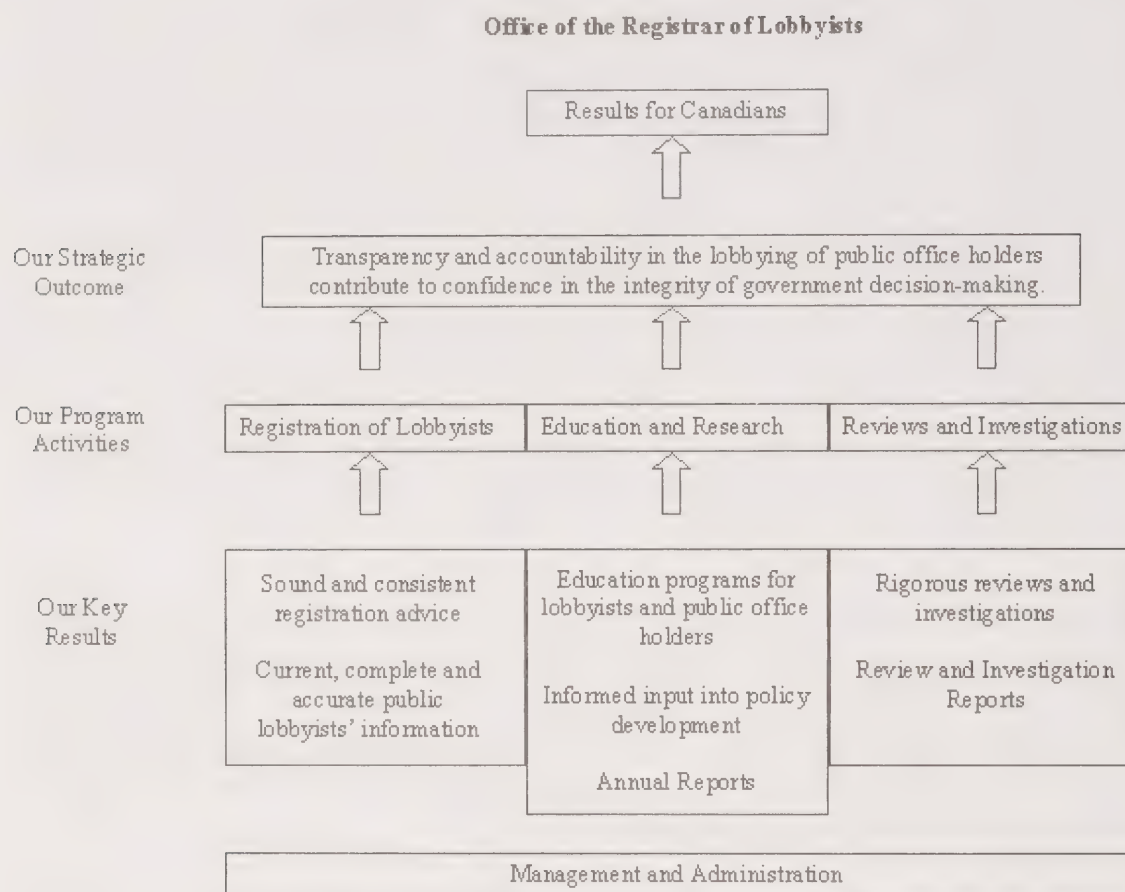 Office of the Registrar of Lobbyists
Results for Canadians
Our Strategic
Outcome
Transparency and accountability in the lobbying of public office holders
contribute to confidence in the integrity of government decision-making.
Our Program
Activities
Registration of Lobbyists
Education and Research
Reviews and Investigations
Our Key
Results
Sound and consistent
registration advice
Current, complete and
accurate public
lobbyists’ information
Education programs for
lobbyists and public office
holders
Informed input into policy
development
Annual Reports
Rigorous reviews and
investigations
Review and Investigation
Reports
Management and Administration